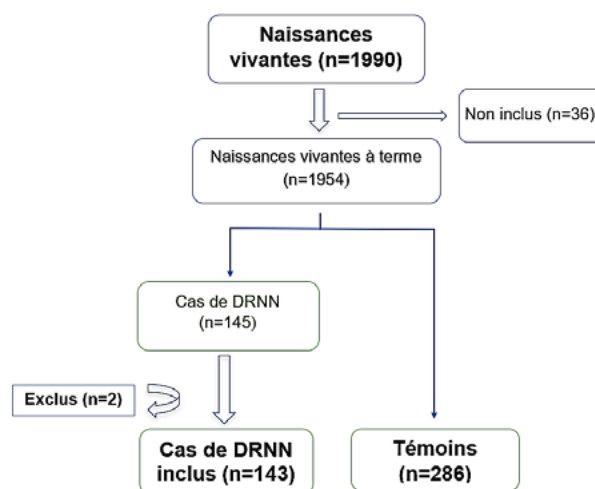 Naissances
vivantes (n=1990)
Non inclus (n=36)
Naissances vivantes à terme
(n=1954)
Cas de DRNN
(n=145)
Exclus (n=2)
Cas de DRNN
inclus (n=143)
Témoins
(n=286)